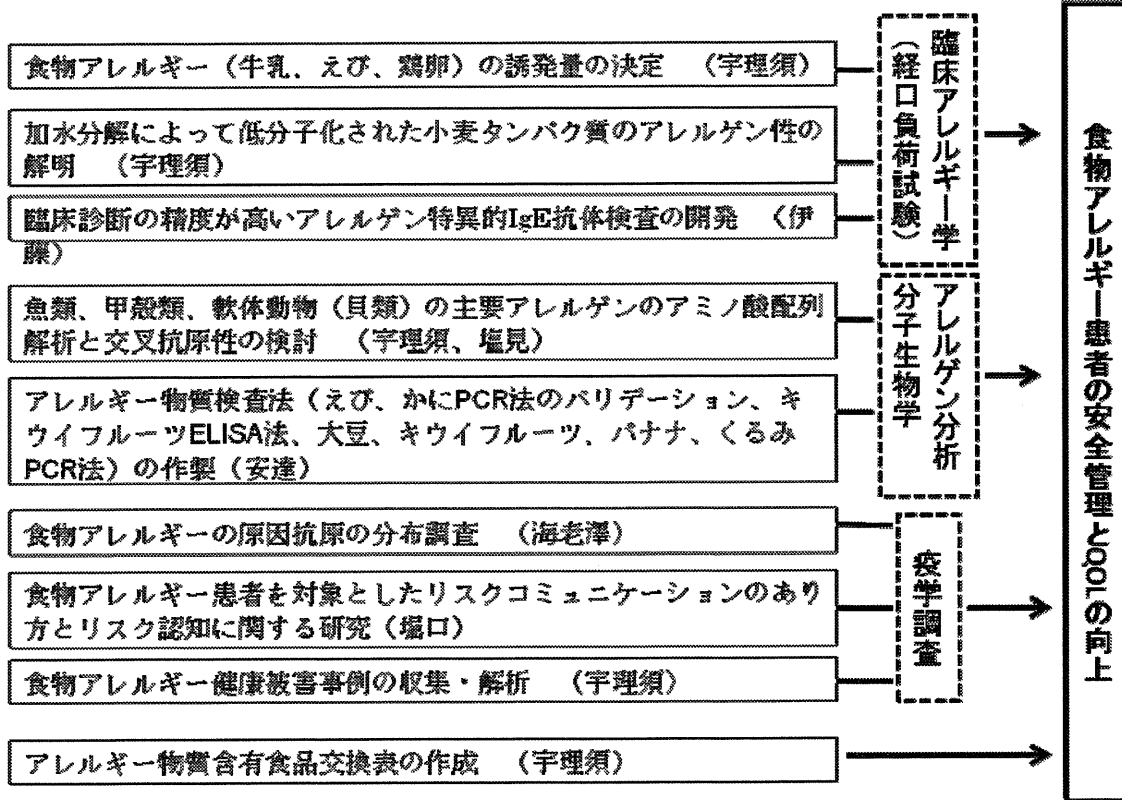 食物アレルギー（牛乳、えび、鶏卵）の誘発量の決定　（宇理須）
加水分解によって低分子化された小麦タンパク質のアレルゲン性の
解明　（宇理須）
臨床診断の精度が高いアレルゲン特異的IgE抗体検査の開発　（伊
藤）
臨床アレルギー学
（経口負荷試験）
魚類、甲殻類、軟体動物（貝類）の主要アレルゲンのアミノ酸配列
解析と交叉抗原性の検討　（宇理須、塩見）
アレルギー物質検査法（えび、かにPCR法のバリデーション、キ
ウイフルーツELISA法、大豆、キウイフルーツ、バナナ、くるみ
PCR法）の作製（安達）
アレルゲン分析
分子生物学
食物アレルギーの原因抗原の分布調査　（海老澤）
食物アレルギー患者を対象としたリスクコミュニケーションのあり
方とリスク認知に関する研究（堀口）
食物アレルギー健康被害事例の収集・解析　（宇理須）
疫学調査
アレルギー物質含有食品交換表の作成　（宇理須）
食物アレルギー患者の安全管理とQOLの向上